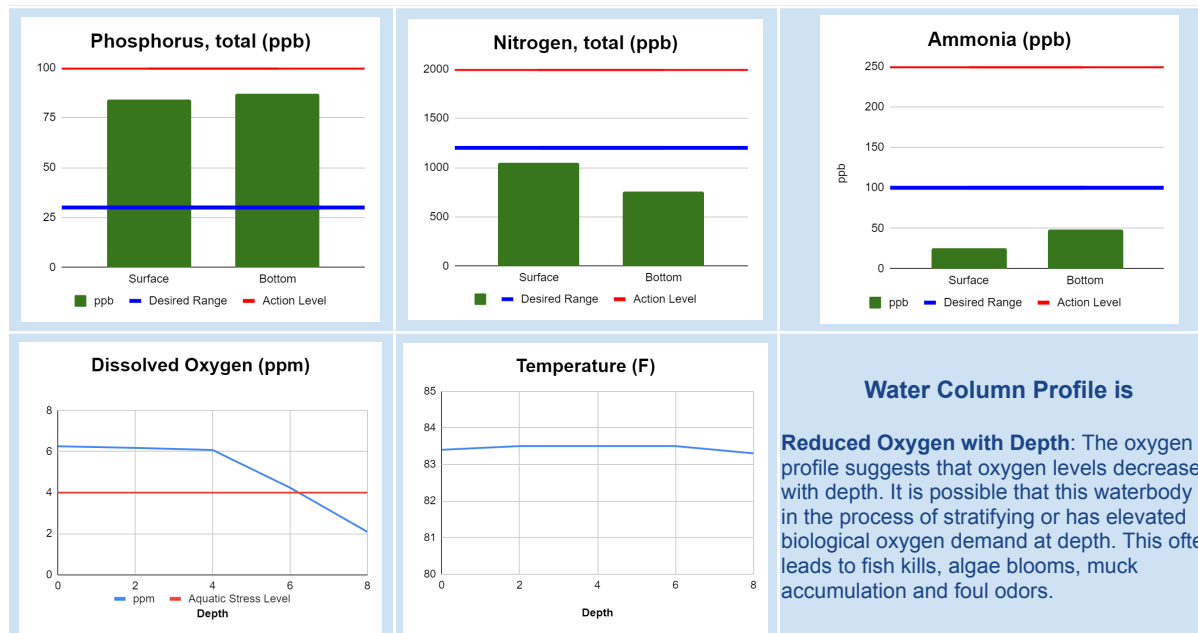 Phosphorus, total (ppb)
100
75
50
25
0
Surface
Bottom
ppb
Desired Range
Action Level
Nitrogen, total (ppb)
2000
1500
1000
500
0
Surface
Bottom
ppb
Desired Range
Action Level
Ammonia (ppb)
ppb
250
200
150
100
50
0
Surface
Bottom
ppb
Desired Range
Action Level
Dissolved Oxygen (ppm)
8
6
4
2
0
0
2
4
6
8
ppm
Aquatic Stress Level
Depth
Temperature (F)
85
84
83
82
81
80
0
2
4
6
8
Depth
Water Column Profile is
Reduced Oxygen with Depth: The oxygen
profile suggests that oxygen levels decrease
with depth. It is possible that this waterbody
in the process of stratifying or has elevated
biological oxygen demand at depth. This ofte
leads to fish kills, algae blooms, muck
accumulation and foul odors.